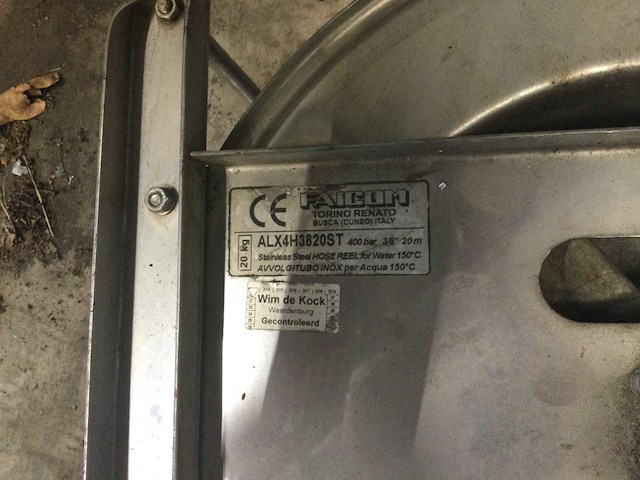 CE FAICOM
TORINO RENATO
BUSCA (CUNEO) ITALY
20 kg
ALX4H3820ST 400 bar 3/8" 20 m
Stainless Steel HOSE REEL for Water 150°C
AVVOLGITUBO INOX per Acqua 150°C
Wim de Kock
Waardenburg
Gecontroleerd